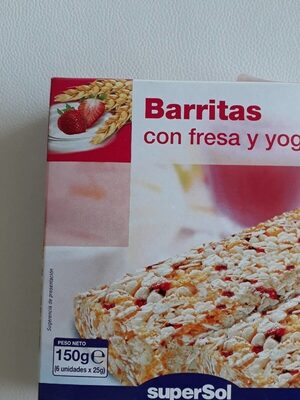 Barritas
con fresa y yog
Sugerencia de presentación
PESO NETO
150g e
(6 unidades x 25g)
superSol